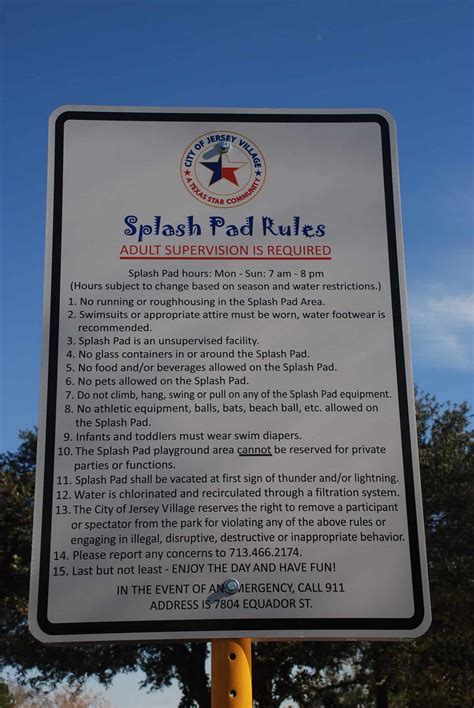 CITY OF JERSEY VILLAGE
A TEXAS STAR COMMUNITY
Splash Pad Rules
ADULT SUPERVISION IS REQUIRED
Splash Pad hours: Mon - Sun: 7 am - 8 pm
(Hours subject to change based on season and water restrictions.)
1. No running or roughhousing in the Splash Pad Area.
2. Swimsuits or appropriate attire must be worn, water footwear is
recommended.
3. Splash Pad is an unsupervised facility.
4. No glass containers in or around the Splash Pad.
5. No food and/or beverages allowed on the Splash Pad.
6. No pets allowed on the Splash Pad.
7. Do not climb, hang, swing or pull on any of the Splash Pad equipment.
8. No athletic equipment, balls, bats, beach ball, etc. allowed on
the Splash Pad.
9. Infants and toddlers must wear swim diapers.
10. The Splash Pad playground area cannot be reserved for private
parties or functions.
11. Splash Pad shall be vacated at first sign of thunder and/or lightning.
12. Water is chlorinated and recirculated through a filtration system.
13. The City of Jersey Village reserves the right to remove a participant
or spectator from the park for violating any of the above rules or
engaging in illegal, disruptive, destructive or inappropriate behavior.
14. Please report any concerns to 713.466.2174.
15. Last but not least - ENJOY THE DAY AND HAVE FUN!
IN THE EVENT OF AN EMERGENCY, CALL 911
ADDRESS IS 7804 EQUADOR ST.